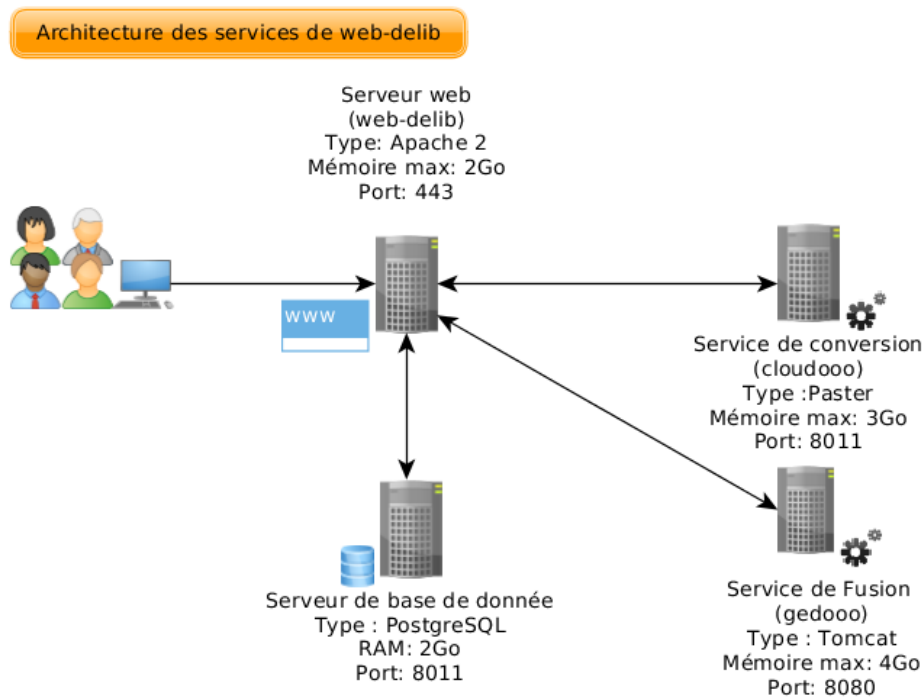 Architecture des services de web-delib
Serveur web
(web-delib)
Type: Apache 2
Mémoire max: 2Go
Port: 443
www
Service de conversion
(cloudooo)
Type :Paster
Mémoire max: 3Go
Port: 8011
Serveur de base de donnée
Type : PostgreSQL
RAM: 2Go
Port: 8011
Service de Fusion
(gedooo)
Type : Tomcat
Mémoire max: 4Go
Port: 8080